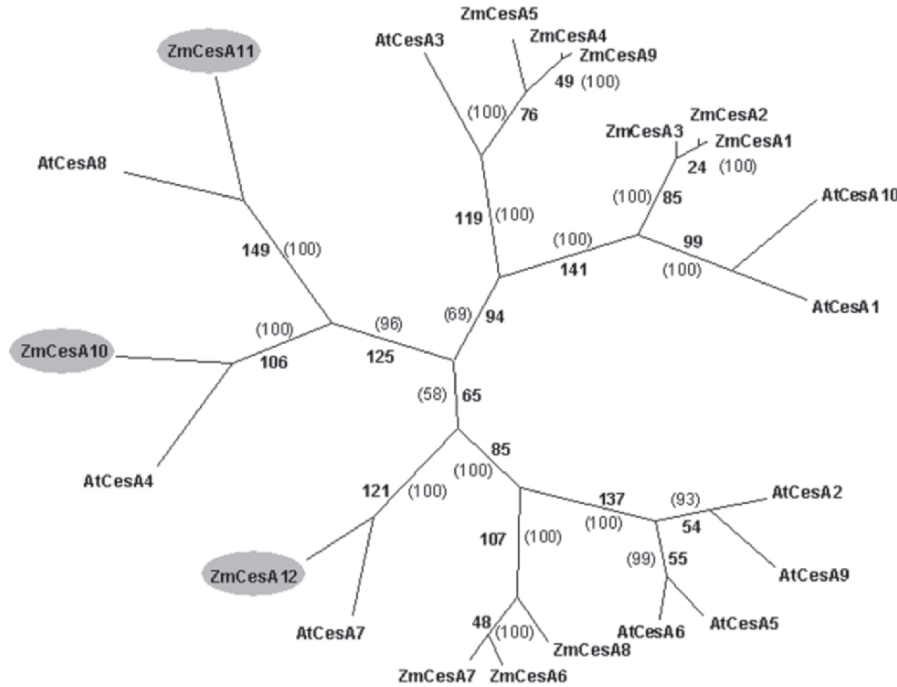 ZmCesA5
ZmCesA4
AtCesA3
ZmCesA11
ZmCesA9
49 (100)
(100)
76
ZmCesA2
ZmCesA3
ZmCesA1
24 (100)
AtCesA8
(100)
85
AtCesA10
119
(100)
149
(100)
(100)
99
141
(100)
AtCesA1
(69)
94
(100)
(96)
ZmCesA10
106
125
(58)
65
85
(100)
AtCesA4
121
(100)
137
(93)
AtCesA2
(100)
54
107
(100)
(99)
55
ZmCesA12
AtCesA9
48
(100)
AtCesA7
AtCesA6
AtCesA5
ZmCesA8
ZmCesA7
ZmCesA6